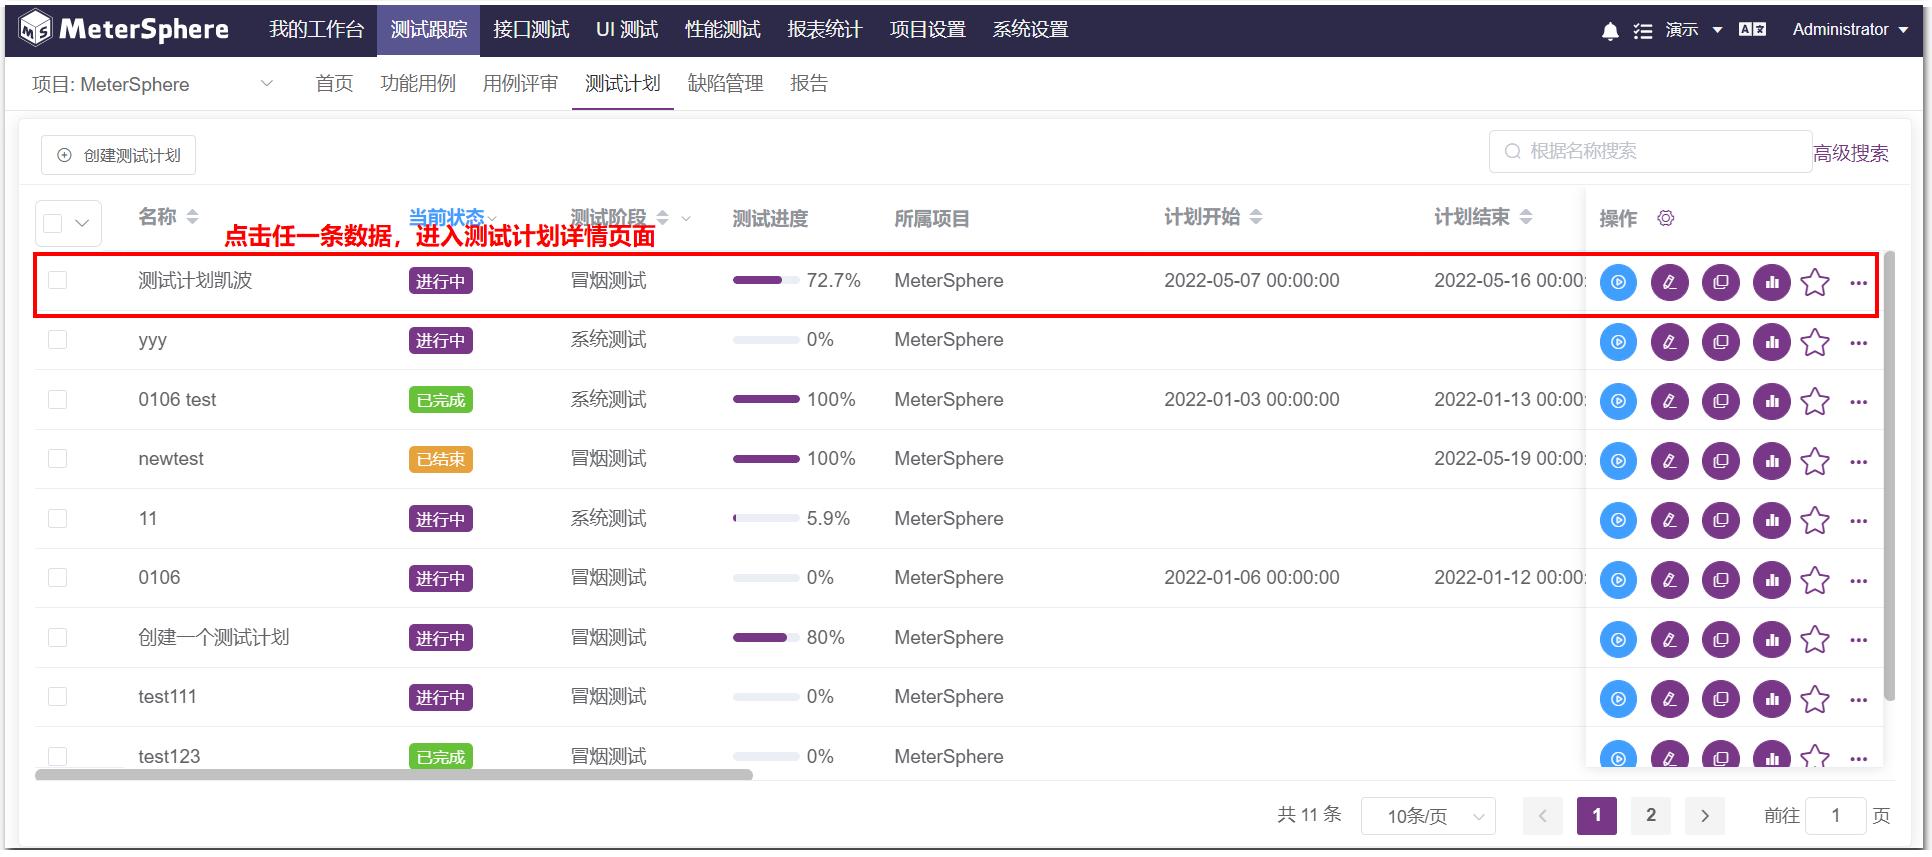 MeterSphere 我的工作台 测试跟踪 接口测试 UI 测试 性能测试 报表统计 项目设置 系统设置 演示 Administrator
项目: MeterSphere 首页 功能用例 用例评审 测试计划 缺陷管理 报告
创建测试计划 根据名称搜索 高级搜索
名称 当前状态 测试阶段 测试进度 所属项目 计划开始 计划结束 操作
点击任一条数据，进入测试计划详情页面
测试计划凯波 进行中 冒烟测试 72.7% MeterSphere 2022-05-07 00:00:00 2022-05-16 00:00:
yyy 进行中 系统测试 0% MeterSphere
0106 test 已完成 系统测试 100% MeterSphere 2022-01-03 00:00:00 2022-01-13 00:00:
newtest 已结束 冒烟测试 100% MeterSphere 2022-05-19 00:00:
11 进行中 系统测试 5.9% MeterSphere
0106 进行中 冒烟测试 0% MeterSphere 2022-01-06 00:00:00 2022-01-12 00:00:
创建一个测试计划 进行中 冒烟测试 80% MeterSphere
test111 进行中 冒烟测试 0% MeterSphere
test123 已完成 冒烟测试 0% MeterSphere
共 11 条 10条/页 1 2 前往 1 页